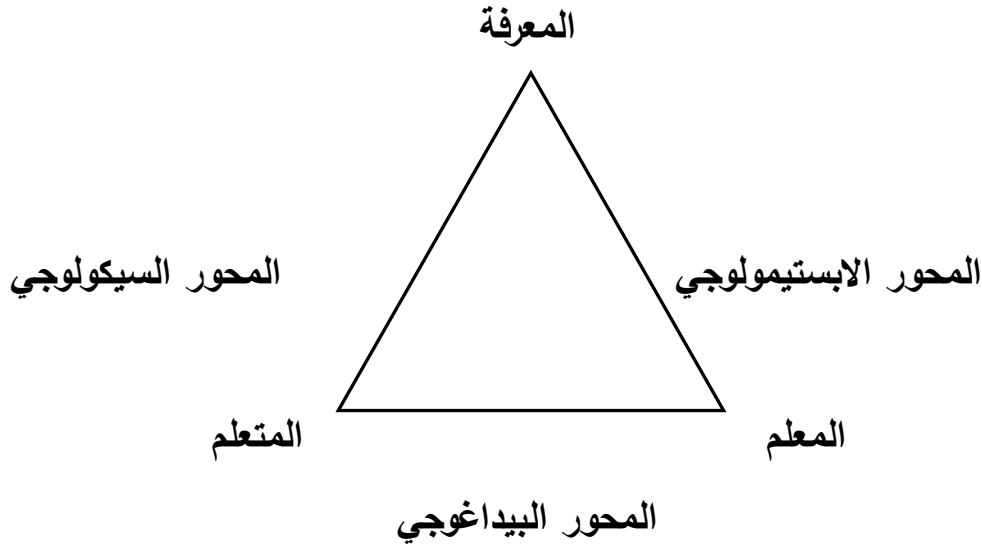 المعرفة
المحور الابستيمولوجي
المحور السيكولوجي
المعلم
المتعلم
المحور البيداغوجي